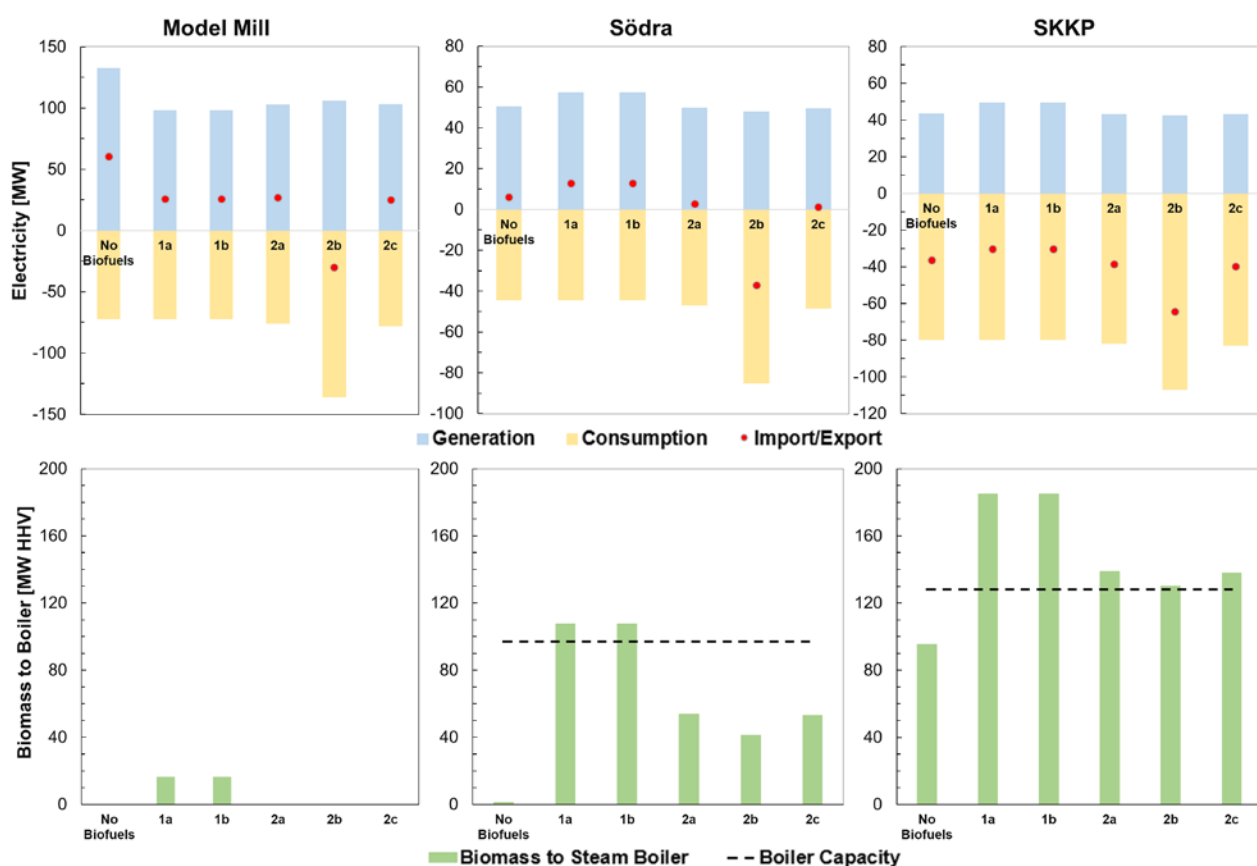 Model Mill
Södra
SKKP
Electricity [MW]
150
100
50
0
-50
-100
-150
No Biofuels
1a
1b
2a
2b
2c
80
60
40
20
0
-20
-40
-60
-80
-100
No
Biofuels
1a
1b
2a
2b
2c
80
60
40
20
0
-20
-40
-60
-80
-100
-120
No
Biofuels
1a
1b
2a
2b
2c
Generation
Consumption
Import/Export
Biomass to Boiler [MW HHV]
200
160
120
80
40
0
No
Biofuels
1a
1b
2a
2b
2c
200
160
120
80
40
0
No
Biofuels
1a
1b
2a
2b
2c
200
160
120
80
40
0
No
Biofuels
1a
1b
2a
2b
2c
Biomass to Steam Boiler
Boiler Capacity